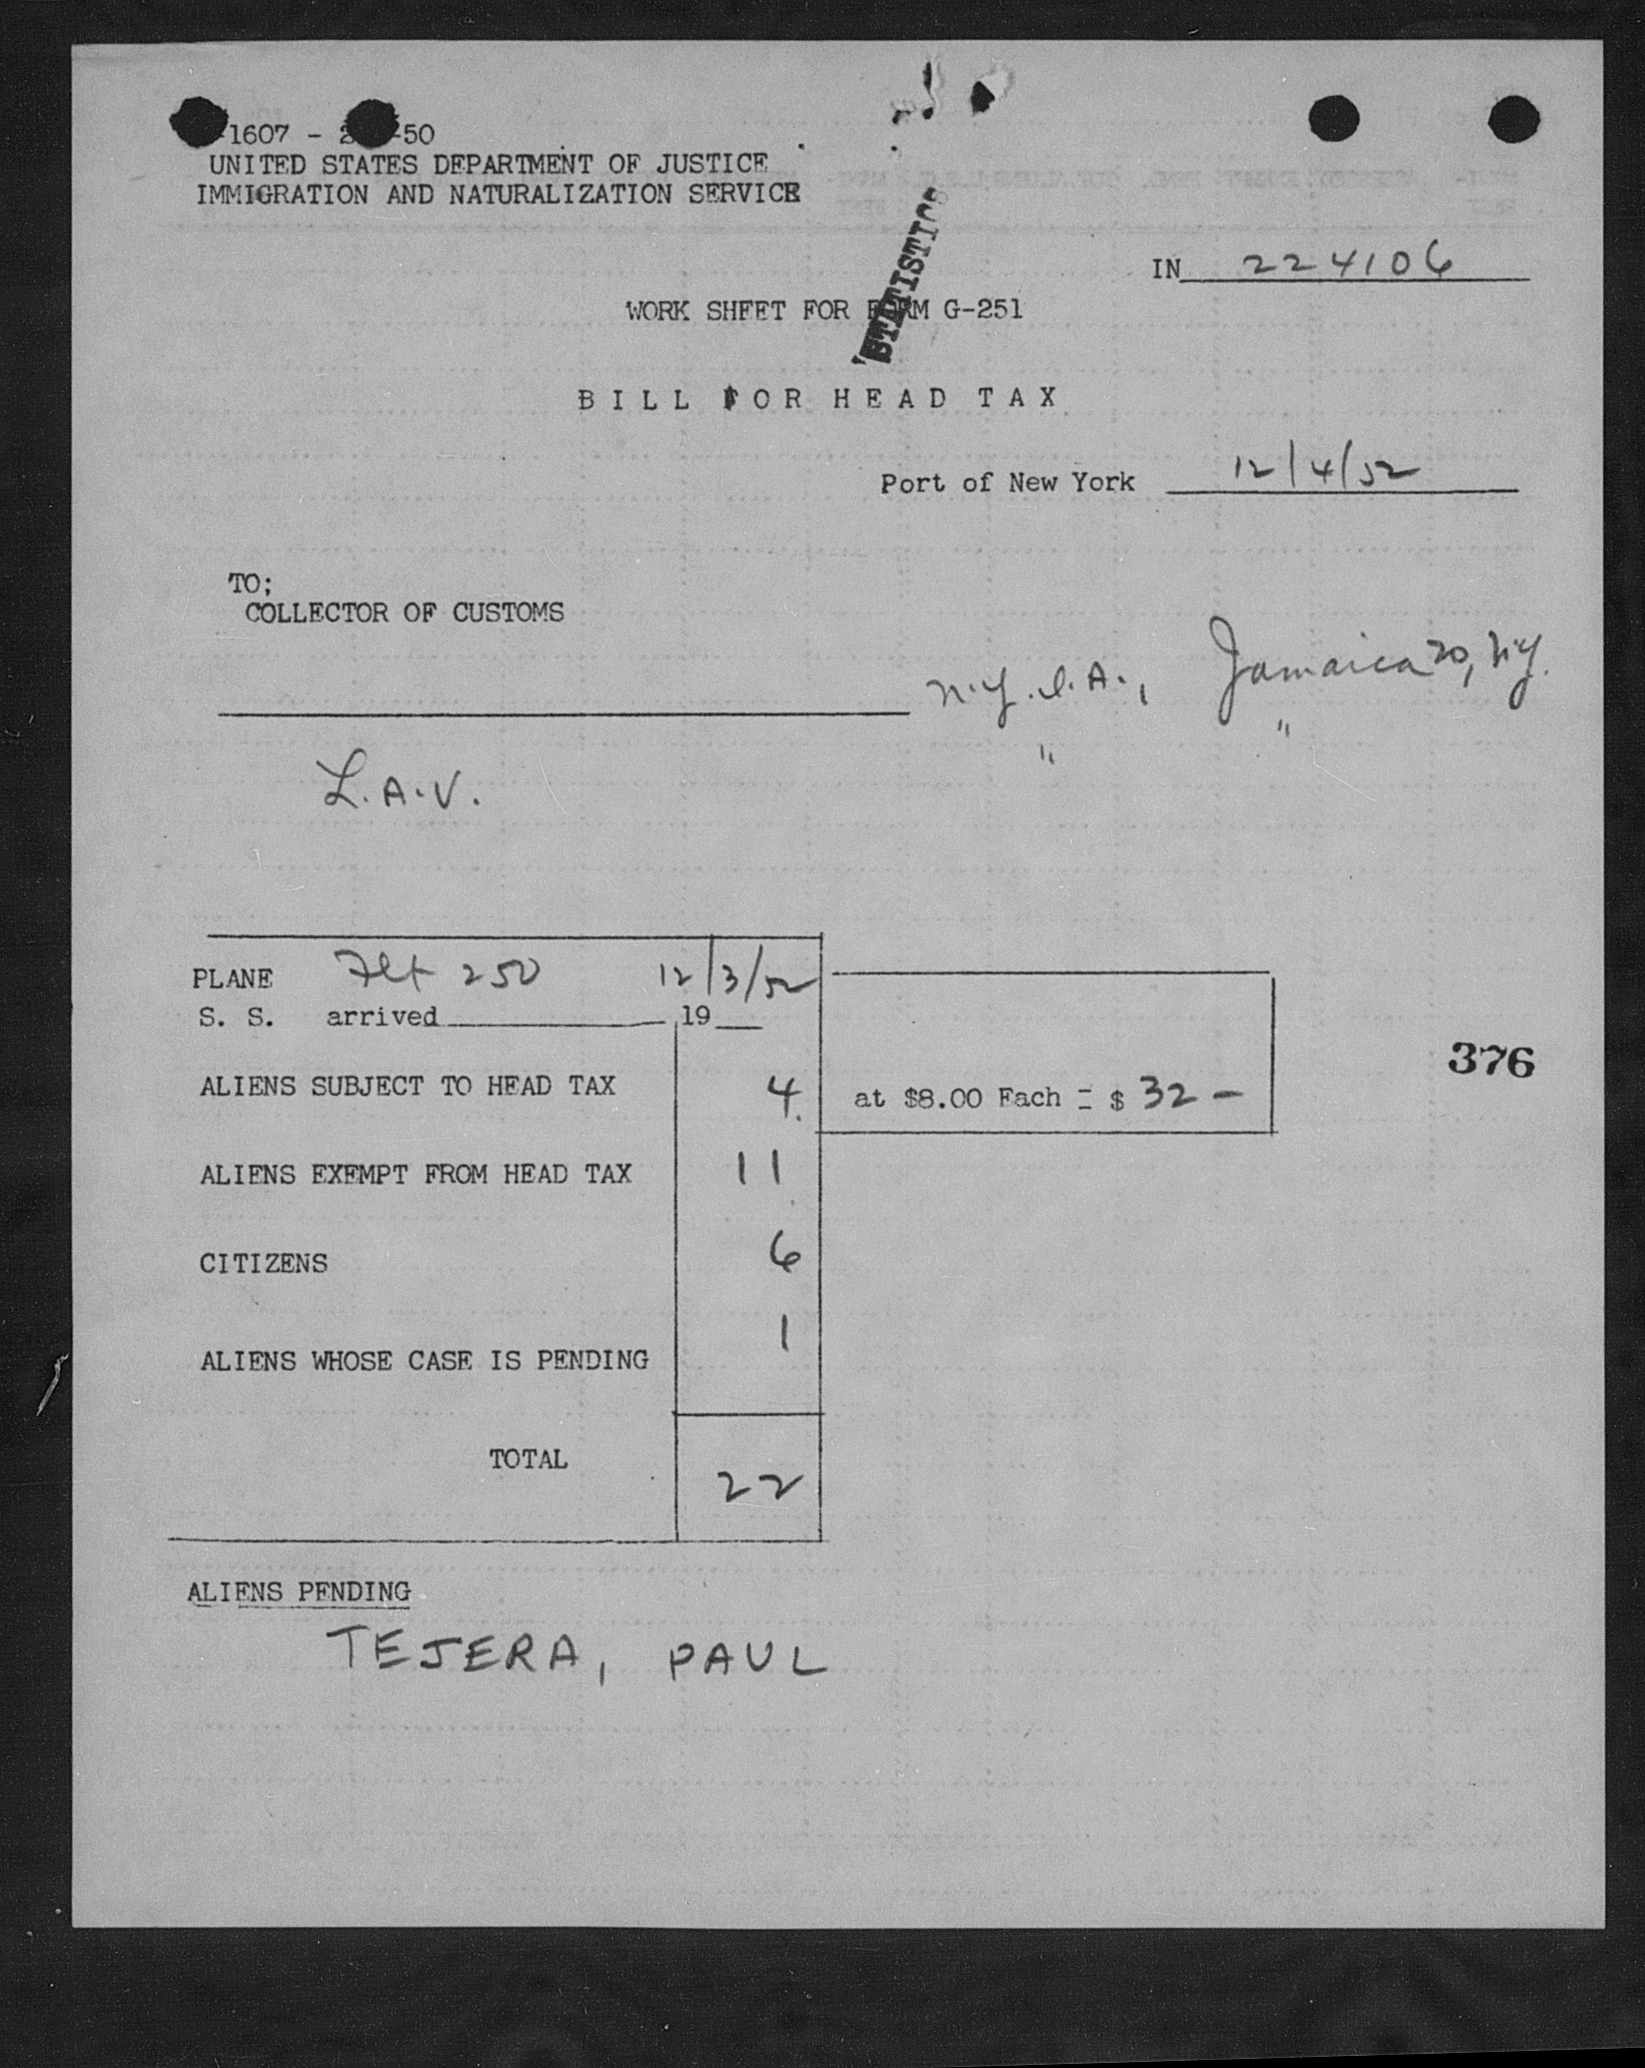 1607 - 2 -50
UNITED STATES DEPARTMENT OF JUSTICE
IMMIGRATION AND NATURALIZATION SERVICE
STATISTICS
IN 224106
WORK SHEET FOR FORM G-251
BILL FOR HEAD TAX
Port of New York 12/4/52
TO;
COLLECTOR OF CUSTOMS
N.Y.I.A., Jamaica 20, N.Y.
" "
L.A.V.
PLANE Flt 250 12/3/52
S. S. arrived 19
ALIENS SUBJECT TO HEAD TAX 4 at $8.00 Each = $ 32 -
376
ALIENS EXEMPT FROM HEAD TAX 11
CITIZENS 6
ALIENS WHOSE CASE IS PENDING 1
TOTAL 22
ALIENS PENDING
TEJERA, PAUL